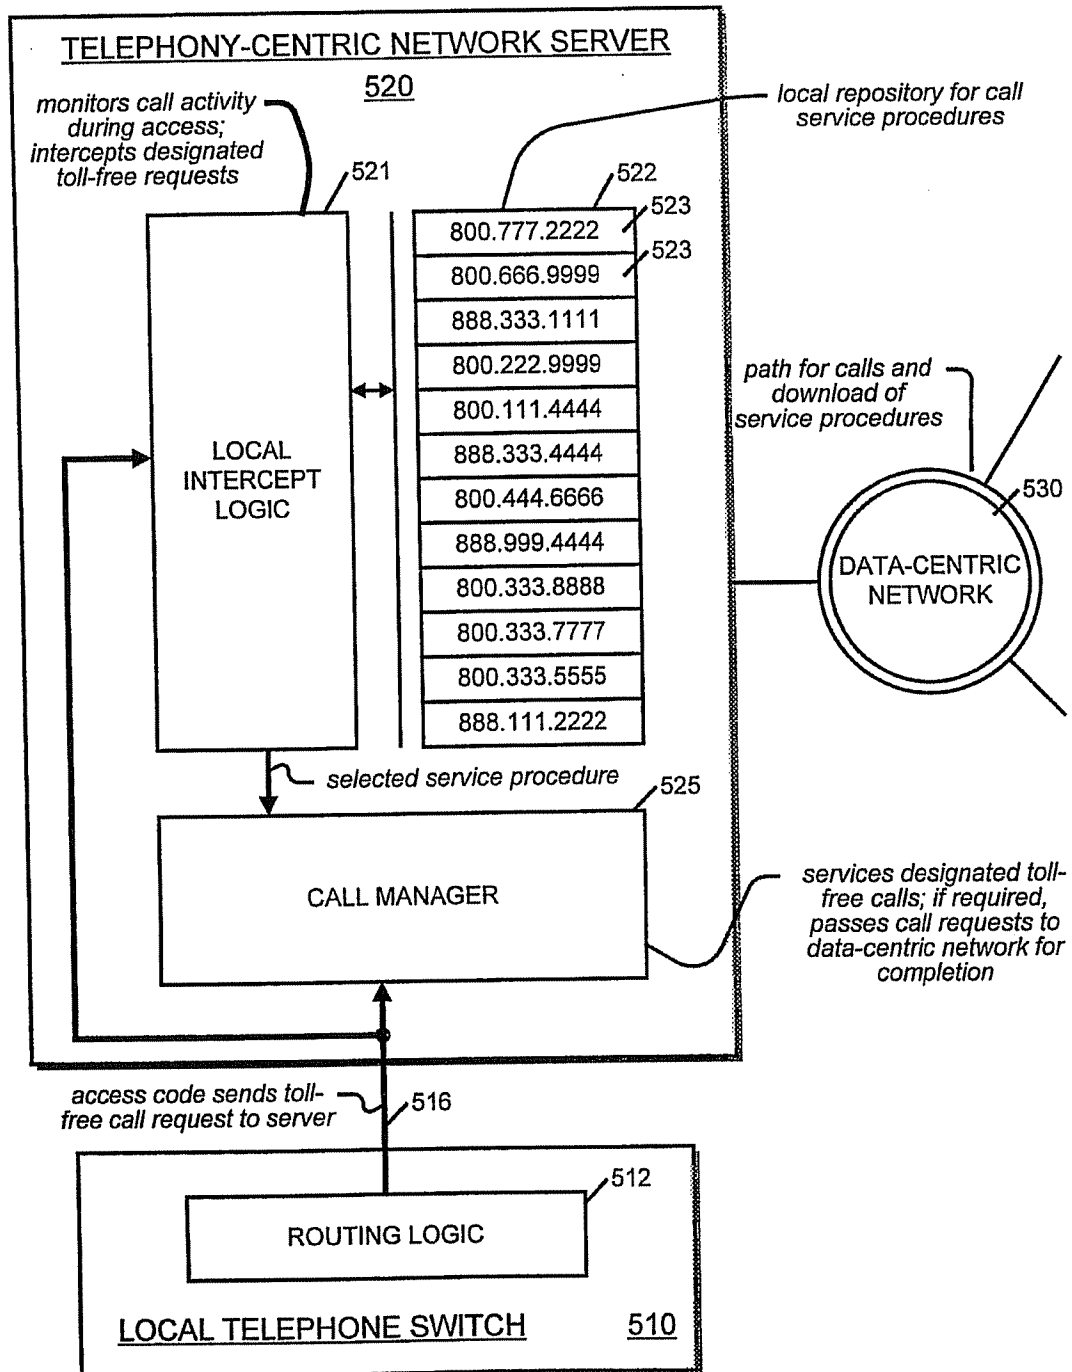 TELEPHONY-CENTRIC NETWORK SERVER
520
monitors call activity
during access;
intercepts designated
toll-free requests
521
local repository for call
service procedures
522
800.777.2222
523
800.666.9999
523
888.333.1111
800.222.9999
800.111.4444
888.333.4444
800.444.6666
888.999.4444
800.333.8888
800.333.7777
800.333.5555
888.111.2222
LOCAL
INTERCEPT
LOGIC
path for calls and
download of
service procedures
530
DATA-CENTRIC
NETWORK
selected service procedure
525
CALL MANAGER
services designated toll-
free calls; if required,
passes call requests to
data-centric network for
completion
access code sends toll-
free call request to server
516
512
ROUTING LOGIC
LOCAL TELEPHONE SWITCH
510